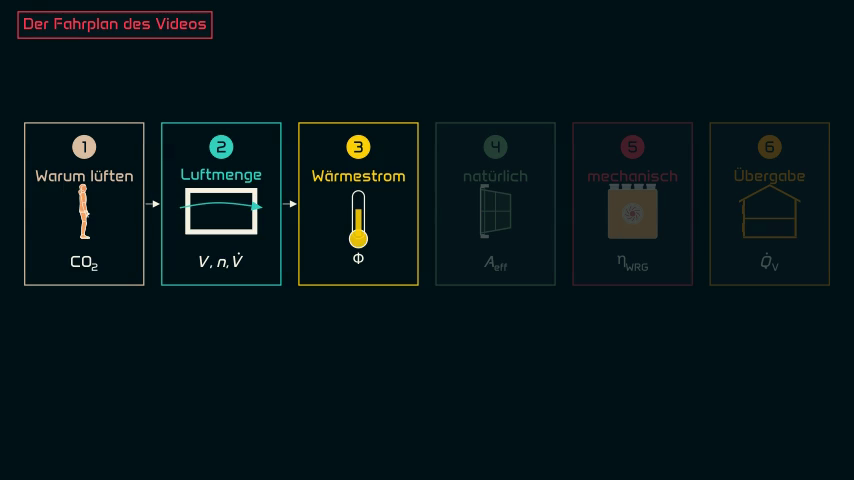 Der Fahrplan des Videos
1
Warum lüften
CO₂
2
Luftmenge
V, n, V̇
3
Wärmestrom
Φ
4
natürlich
A_eff
5
mechanisch
η_WRG
6
Übergabe
Q̇_V